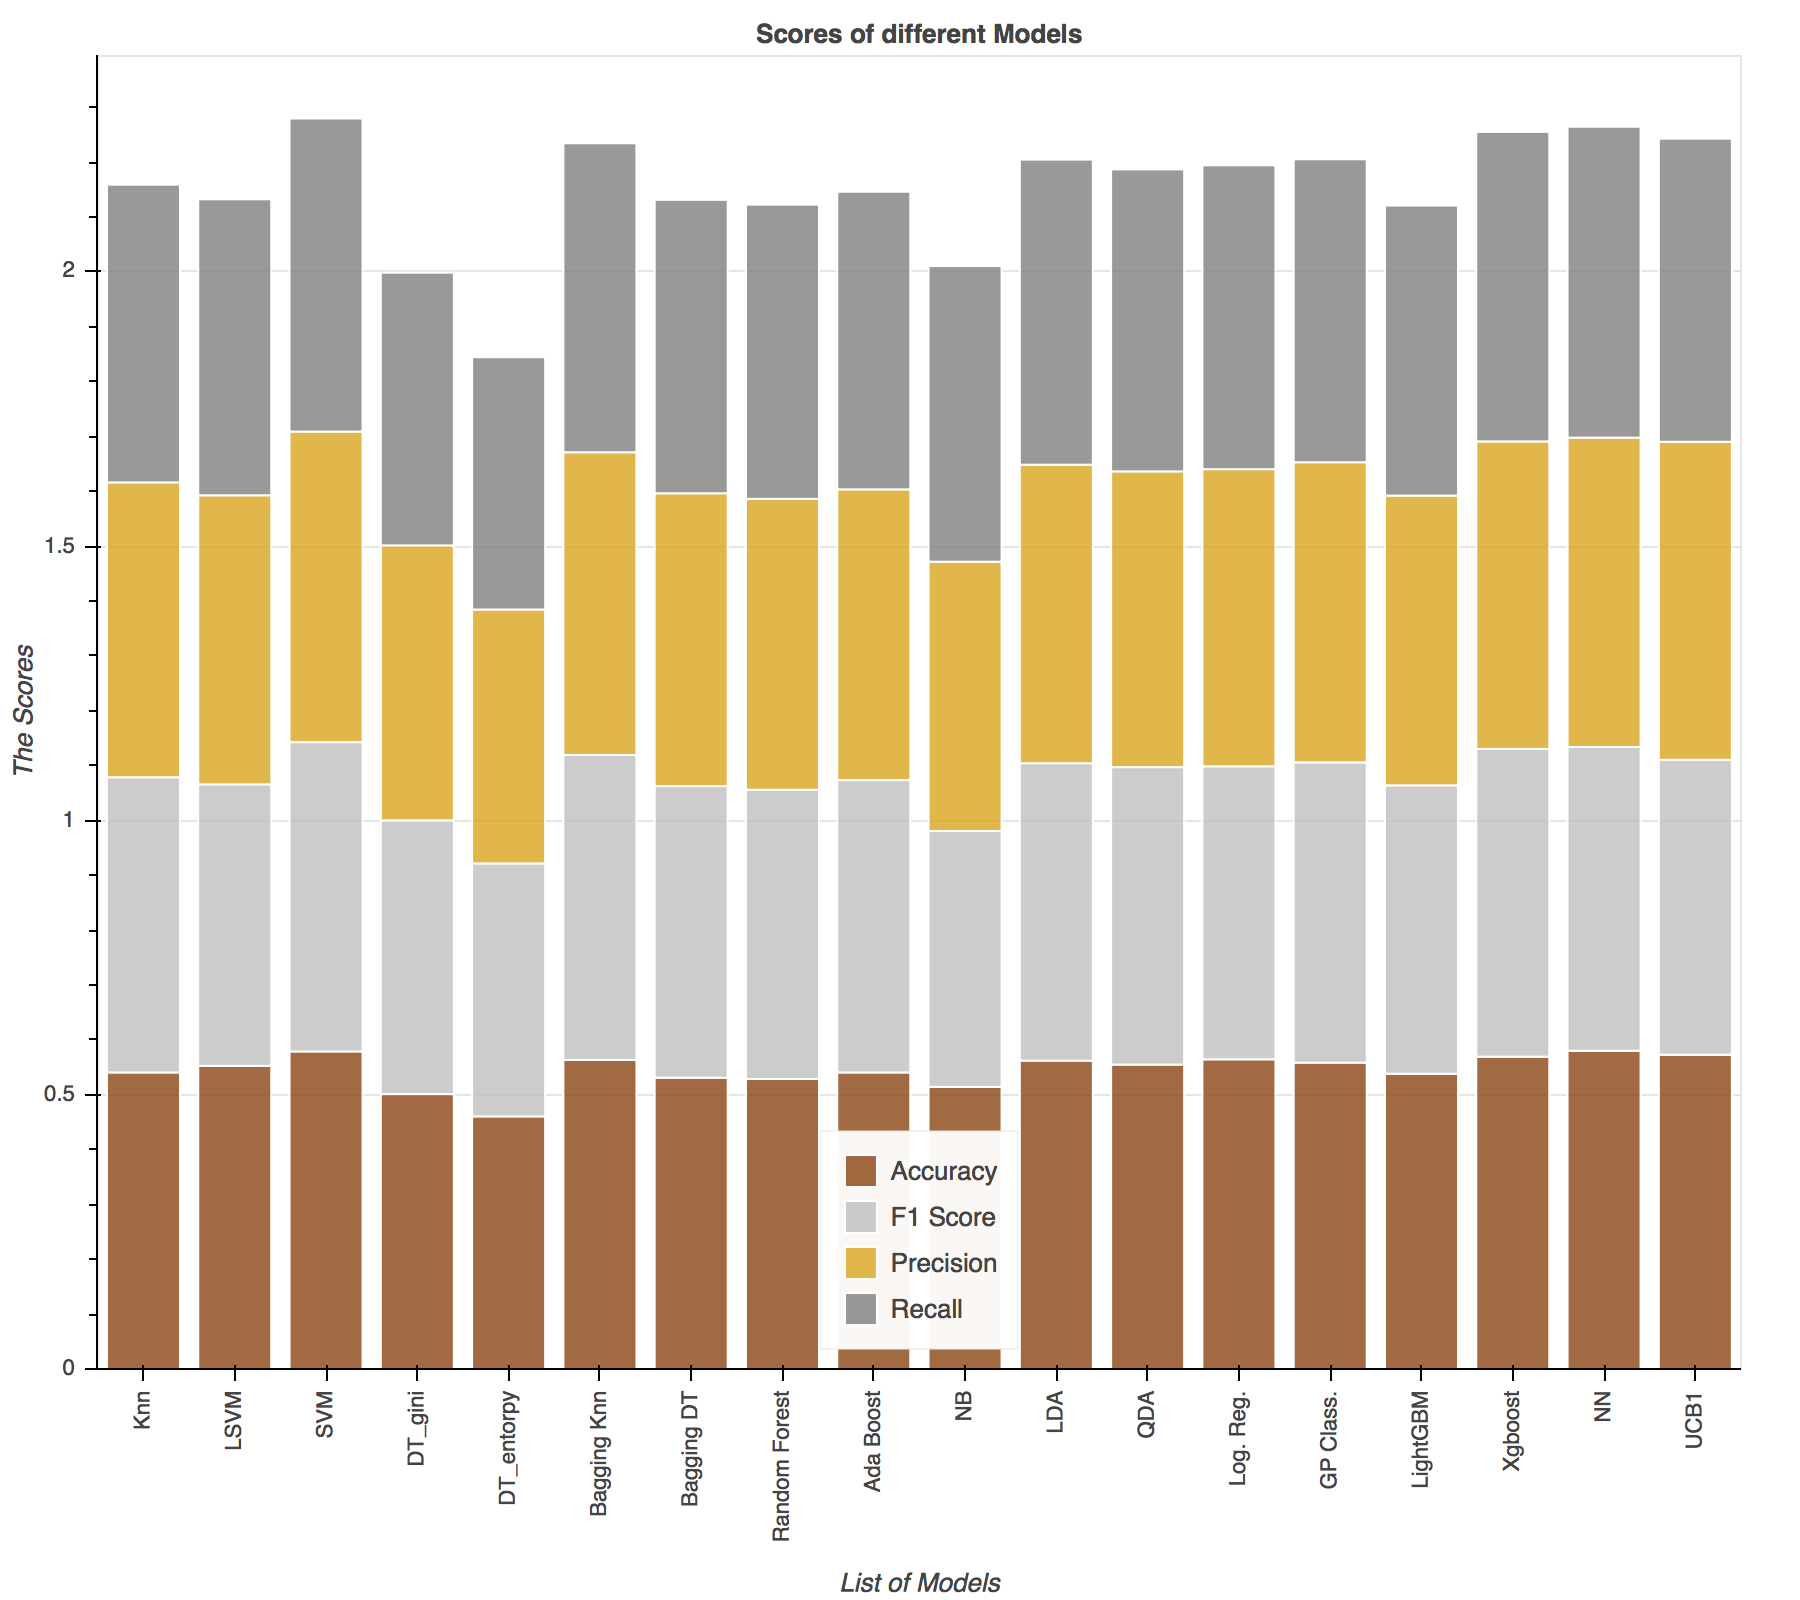 Scores of different Models
The Scores
2
1.5
1
0.5
0
Accuracy
F1 Score
Precision
Recall
Knn
LSVM
SVM
DT_gini
DT_entorpy
Bagging Knn
Bagging DT
Random Forest
Ada Boost
NB
LDA
QDA
Log. Reg.
GP Class.
LightGBM
Xgboost
NN
UCB1
List of Models